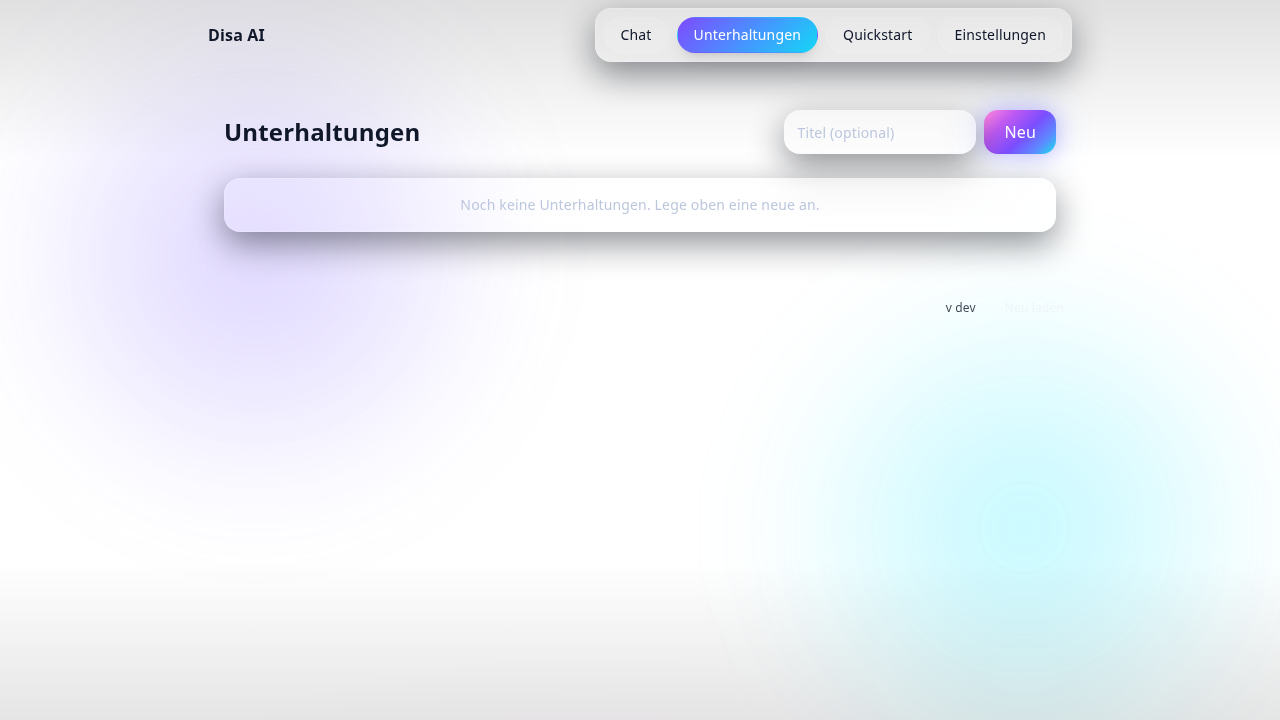 Disa AI
Chat
Unterhaltungen
Quickstart
Einstellungen
Unterhaltungen
Titel (optional)
Neu
Noch keine Unterhaltungen. Lege oben eine neue an.
v dev
Neu laden